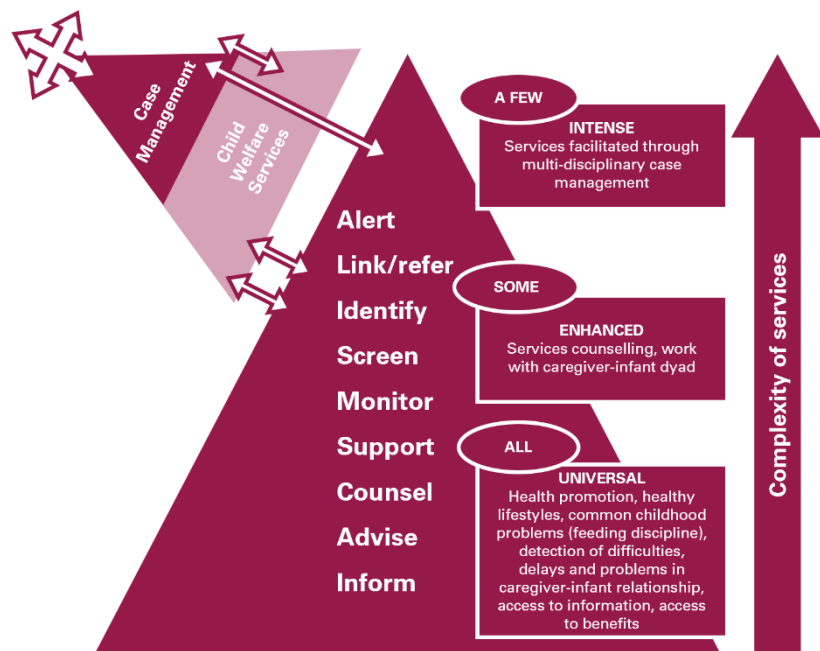 Case
Management
Child
Welfare
Services
Alert
Link/refer
Identify
Screen
Monitor
Support
Counsel
Advise
Inform
A FEW
INTENSE
Services facilitated through
multi-disciplinary case
management
SOME
ENHANCED
Services counselling, work
with caregiver-infant dyad
ALL
UNIVERSAL
Health promotion, healthy
lifestyles, common childhood
problems (feeding discipline),
detection of difficulties,
delays and problems in
caregiver-infant relationship,
access to information, access
to benefits
Complexity of services